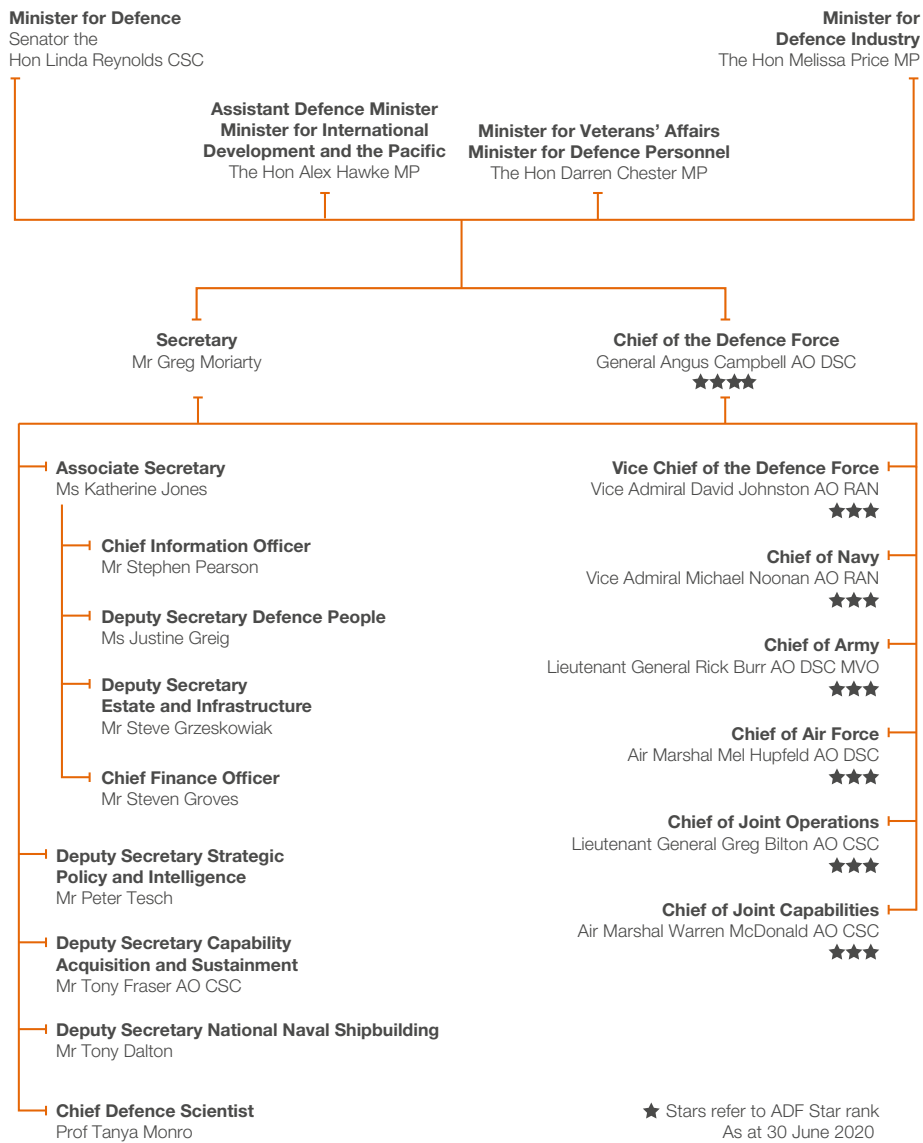 Minister for Defence
Senator the
Hon Linda Reynolds CSC
Minister for
Defence Industry
The Hon Melissa Price MP
Assistant Defence Minister
Minister for International
Development and the Pacific
The Hon Alex Hawke MP
Minister for Veterans’ Affairs
Minister for Defence Personnel
The Hon Darren Chester MP
Secretary
Mr Greg Moriarty
Chief of the Defence Force
General Angus Campbell AO DSC
★★★★
Associate Secretary
Ms Katherine Jones
Chief Information Officer
Mr Stephen Pearson
Deputy Secretary Defence People
Ms Justine Greig
Deputy Secretary
Estate and Infrastructure
Mr Steve Grzeskowiak
Chief Finance Officer
Mr Steven Groves
Deputy Secretary Strategic
Policy and Intelligence
Mr Peter Tesch
Deputy Secretary Capability
Acquisition and Sustainment
Mr Tony Fraser AO CSC
Deputy Secretary National Naval Shipbuilding
Mr Tony Dalton
Chief Defence Scientist
Prof Tanya Monro
Vice Chief of the Defence Force
Vice Admiral David Johnston AO RAN
★★★
Chief of Navy
Vice Admiral Michael Noonan AO RAN
★★★
Chief of Army
Lieutenant General Rick Burr AO DSC MVO
★★★
Chief of Air Force
Air Marshal Mel Hupfeld AO DSC
★★★
Chief of Joint Operations
Lieutenant General Greg Bilton AO CSC
★★★
Chief of Joint Capabilities
Air Marshal Warren McDonald AO CSC
★★★
★ Stars refer to ADF Star rank
As at 30 June 2020